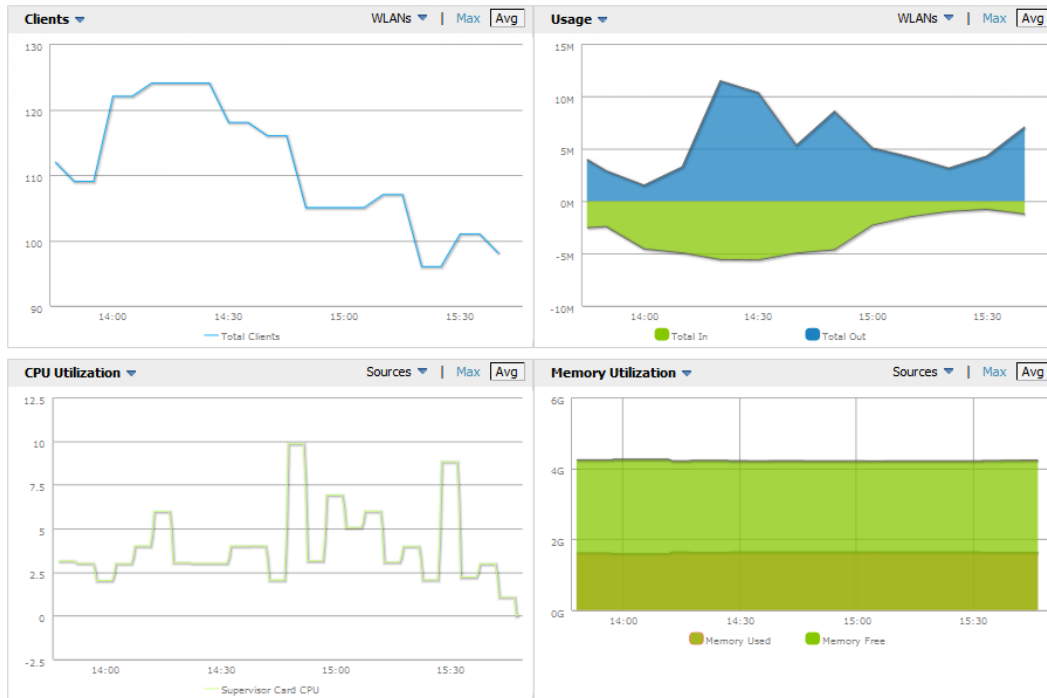 Clients WLANs | Max Avg
130
120
110
100
90
14:00 14:30 15:00 15:30
Total Clients
Usage WLANs | Max Avg
15M
10M
5M
0M
-5M
-10M
14:00 14:30 15:00 15:30
Total In Total Out
CPU Utilization Sources | Max Avg
12.5
10
7.5
5
2.5
0
-2.5
14:00 14:30 15:00 15:30
Supervisor Card CPU
Memory Utilization Sources | Max Avg
6G
4G
2G
0G
14:00 14:30 15:00 15:30
Memory Used Memory Free